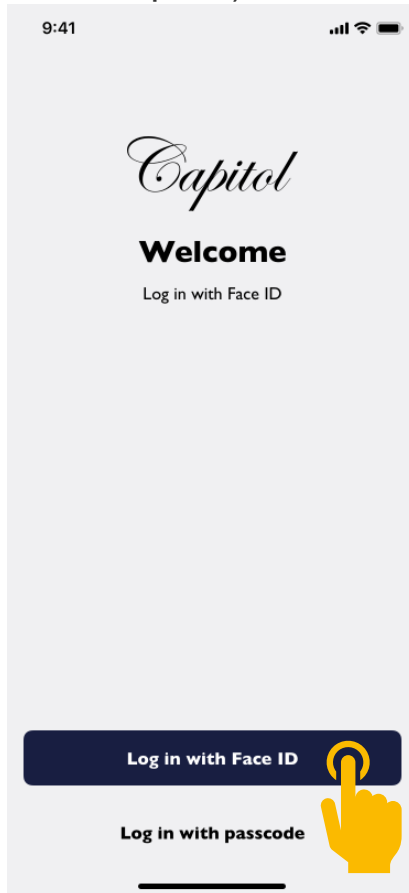 9:41
Capitol
Welcome
Log in with Face ID
Log in with Face ID
Log in with passcode